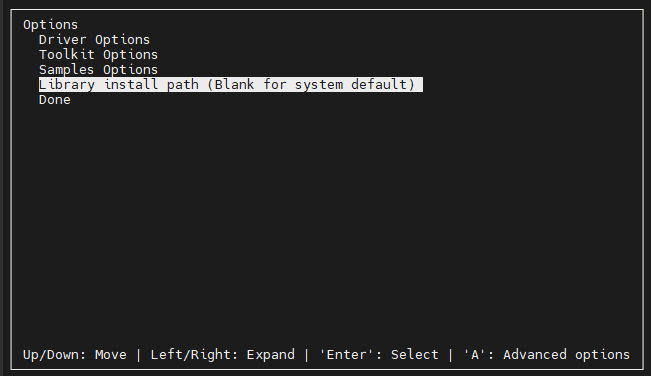 Options
Driver Options
Toolkit Options
Samples Options
Library install path (Blank for system default)
Done
Up/Down: Move | Left/Right: Expand | 'Enter': Select | 'A': Advanced options